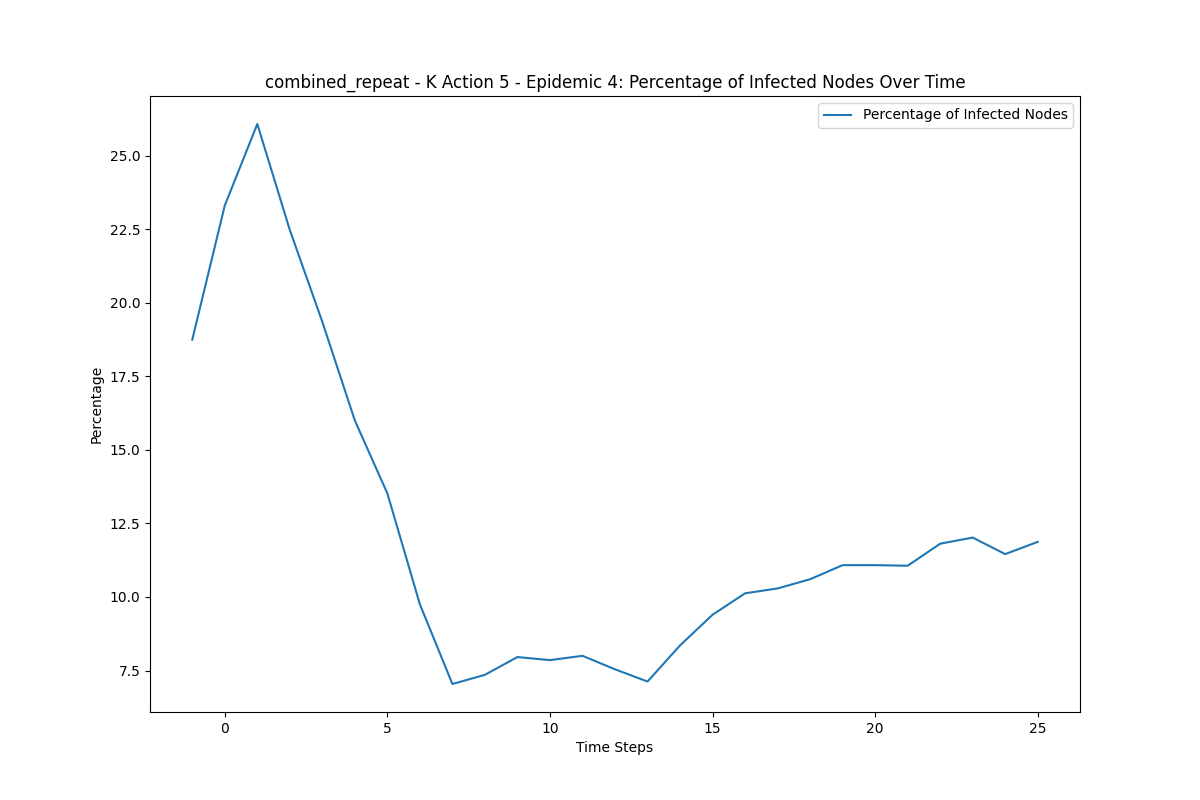 combined_repeat - K Action 5 - Epidemic 4: Percentage of Infected Nodes Over Time
Percentage of Infected Nodes
25.0
22.5
20.0
17.5
15.0
12.5
10.0
7.5
Percentage
0 5 10 15 20 25
Time Steps